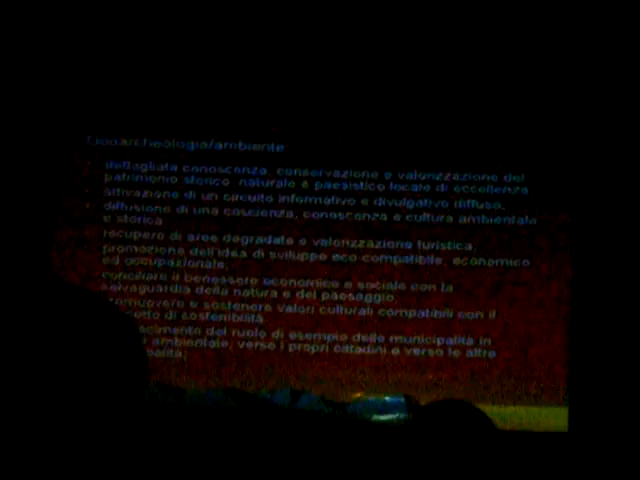 dettagliata conoscenza, conservazione e valorizzazione del
patrimonio storico, naturale e paesistico locale di eccellenza
attivazione di un circuito informativo e divulgativo diffuso,
diffusione di una coscienza, conoscenza e cultura ambientale
e storica
recupero di aree degradate e valorizzazione turistica,
promozione dell'idea di sviluppo eco compatibile, economico
ed occupazionale,
conciliare il benessere economico e sociale con la
salvaguardia della natura e del paesaggio,
promuovere e sostenere valori culturali compatibili con il
di sostenibilità
del ruolo di esempio delle municipalità in
ambientale, verso i propri cittadini e verso le altre